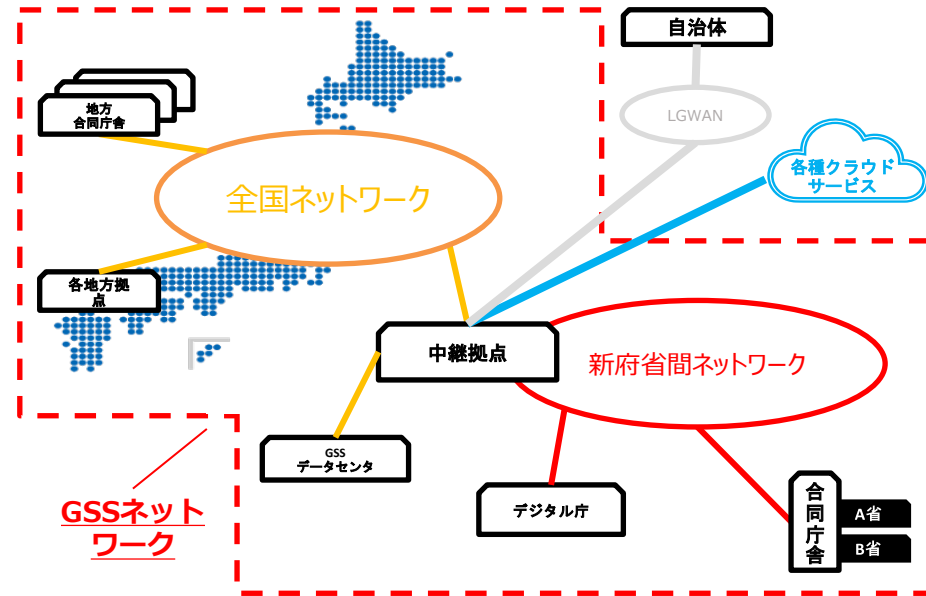 自治体
地方
合同庁舎
LGWAN
各種クラウド
サービス
全国ネットワーク
各地方拠
点
中継拠点
新府省間ネットワーク
GSS
データセンタ
GSSネット
ワーク
デジタル庁
合同庁舎
A省
B省